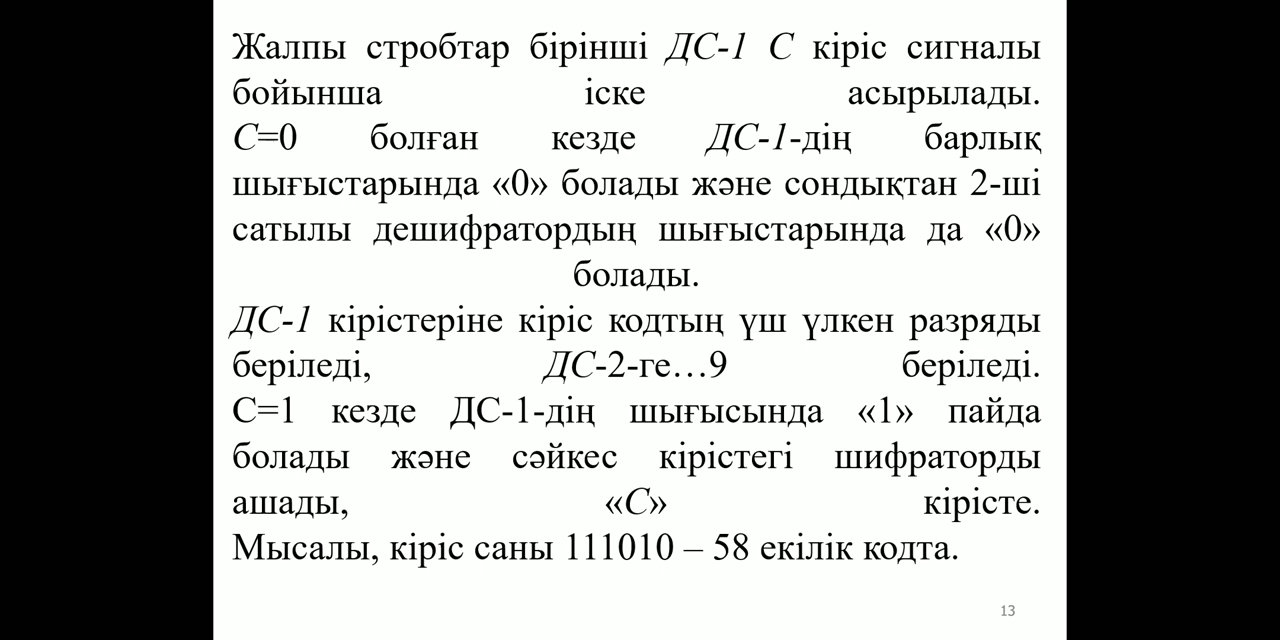 Жалпы стробтар бірінші ДС-1 С кіріс сигналы
бойынша іске асырылады.
С=0 болған кезде ДС-1-дің барлық
шығыстарында «0» болады және сондықтан 2-ші
сатылы дешифратордың шығыстарында да «0»
болады.
ДС-1 кірістеріне кіріс кодтың үш үлкен разряды
беріледі, ДС-2-ге...9 беріледі.
С=1 кезде ДС-1-дің шығысында «1» пайда
болады және сәйкес кірістегі шифраторды
ашады, «С» кірісте.
Мысалы, кіріс саны 111010 – 58 екілік кодта.
13